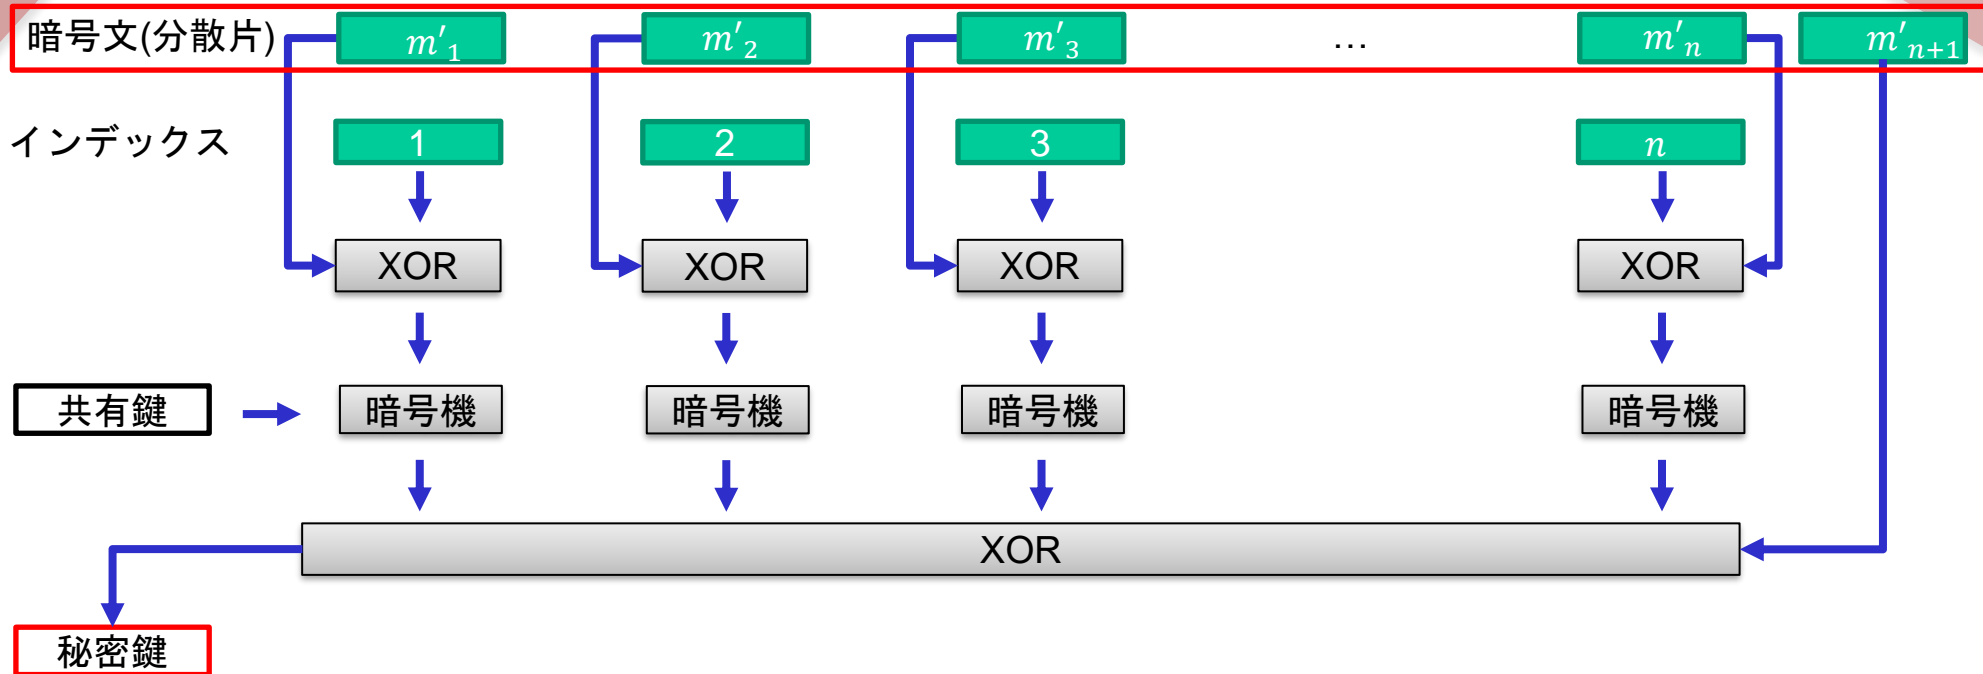 暗号文(分散片) m′₁ m′₂ m′₃ … m′ₙ m′ₙ₊₁
インデックス 1 2 3 n
XOR XOR XOR XOR
共有鍵 暗号機 暗号機 暗号機 暗号機
XOR
秘密鍵